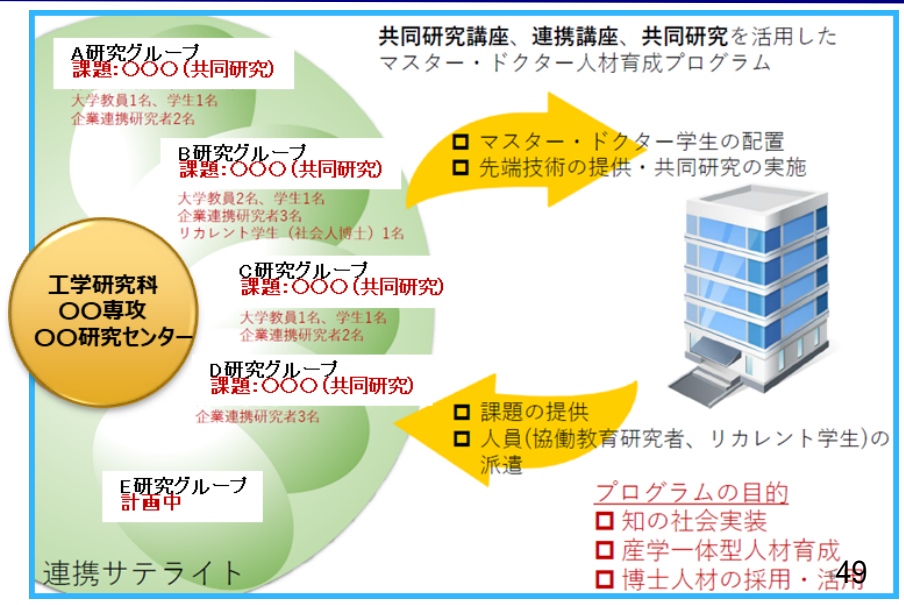 共同研究講座、連携講座、共同研究を活用した
マスター・ドクター人材育成プログラム
A研究グループ
課題:〇〇〇(共同研究)
大学教員1名、学生1名
企業連携研究者2名
B研究グループ
課題:〇〇〇(共同研究)
大学教員2名、学生1名
企業連携研究者3名
リカレント学生（社会人博士）1名
マスター・ドクター学生の配置
先端技術の提供・共同研究の実施
工学研究科
〇〇専攻
〇〇研究センター
C研究グループ
課題:〇〇〇(共同研究)
大学教員1名、学生1名
企業連携研究者2名
D研究グループ
課題:〇〇〇(共同研究)
企業連携研究者3名
課題の提供
人員(協働教育研究者、リカレント学生)の
派遣
E研究グループ
計画中
プログラムの目的
知の社会実装
産学一体型人材育成
博士人材の採用・活用
連携サテライト
49